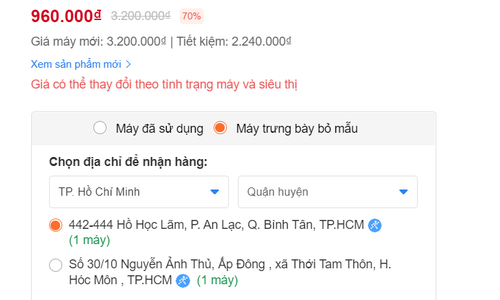 960.000₫ 3.200.000₫ 70%
Giá máy mới: 3.200.000₫ | Tiết kiệm: 2.240.000₫
Xem sản phẩm mới
Giá có thể thay đổi theo tình trạng máy và siêu thị
Máy đã sử dụng Máy trưng bày bỏ mẫu
Chọn địa chỉ để nhận hàng:
TP. Hồ Chí Minh Quận huyện
442-444 Hồ Học Lãm, P. An Lạc, Q. Bình Tân, TP.HCM
(1 máy)
Số 30/10 Nguyễn Ảnh Thủ, Ấp Đông , xã Thới Tam Thôn, H.
Hóc Môn , TP.HCM (1 máy)